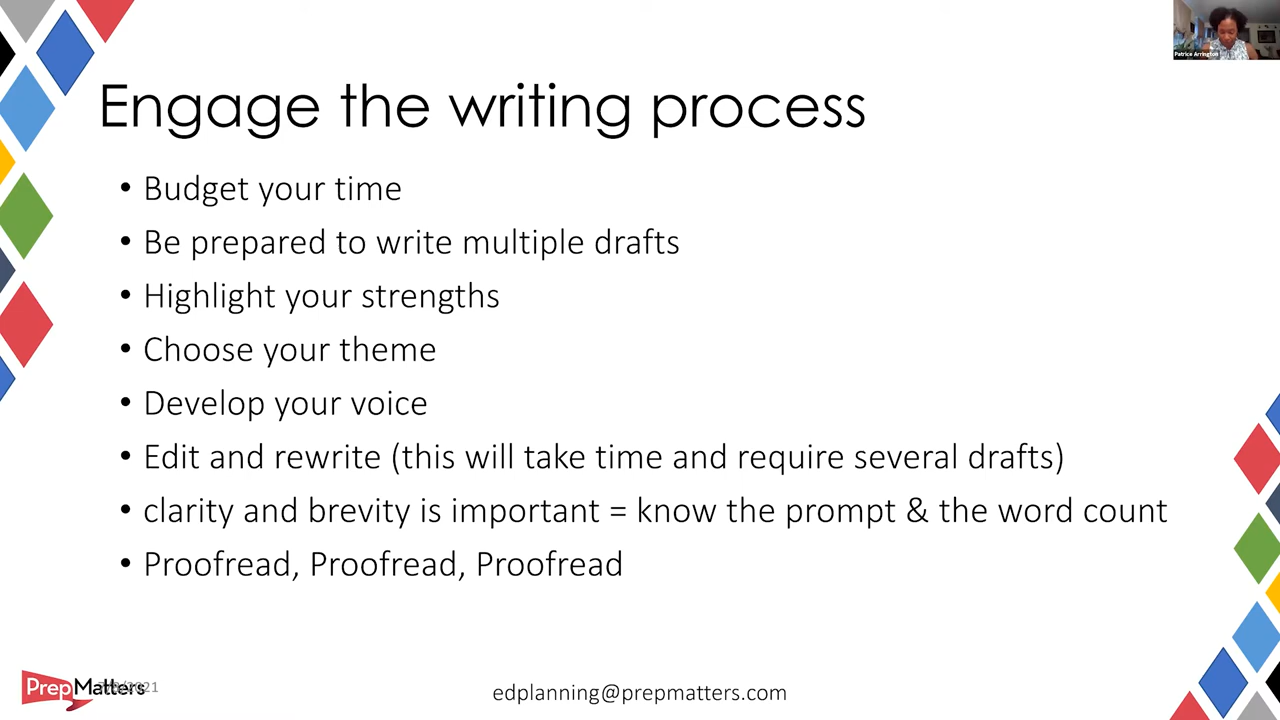 Patrice Arrington
Engage the writing process
• Budget your time
• Be prepared to write multiple drafts
• Highlight your strengths
• Choose your theme
• Develop your voice
• Edit and rewrite (this will take time and require several drafts)
• clarity and brevity is important = know the prompt & the word count
• Proofread, Proofread, Proofread
PrepMatters
edplanning@prepmatters.com